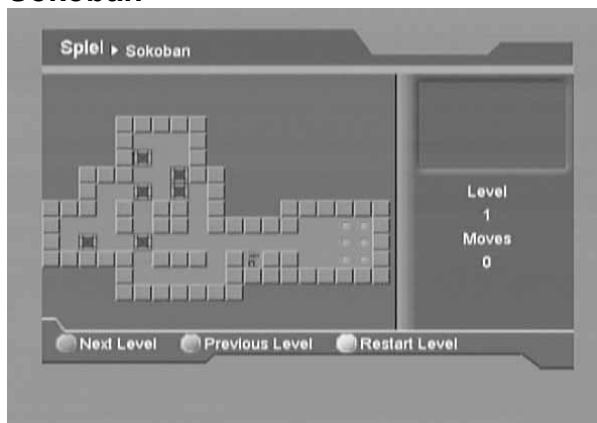 Sokoban
Spiel ▸ Sokoban
Level
1
Moves
0
Next Level Previous Level Restart Level